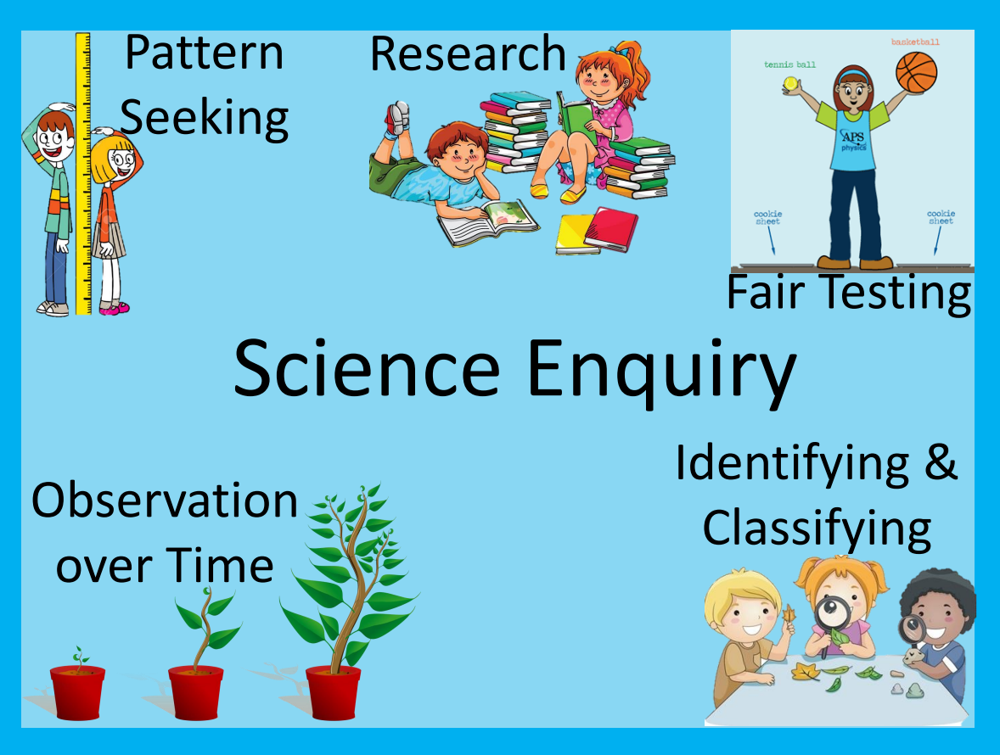 Pattern
Seeking
Research
basketball
tennis ball
APS
physics
cookie
sheet
cookie
sheet
Fair Testing
Science Enquiry
Identifying &
Classifying
Observation
over Time